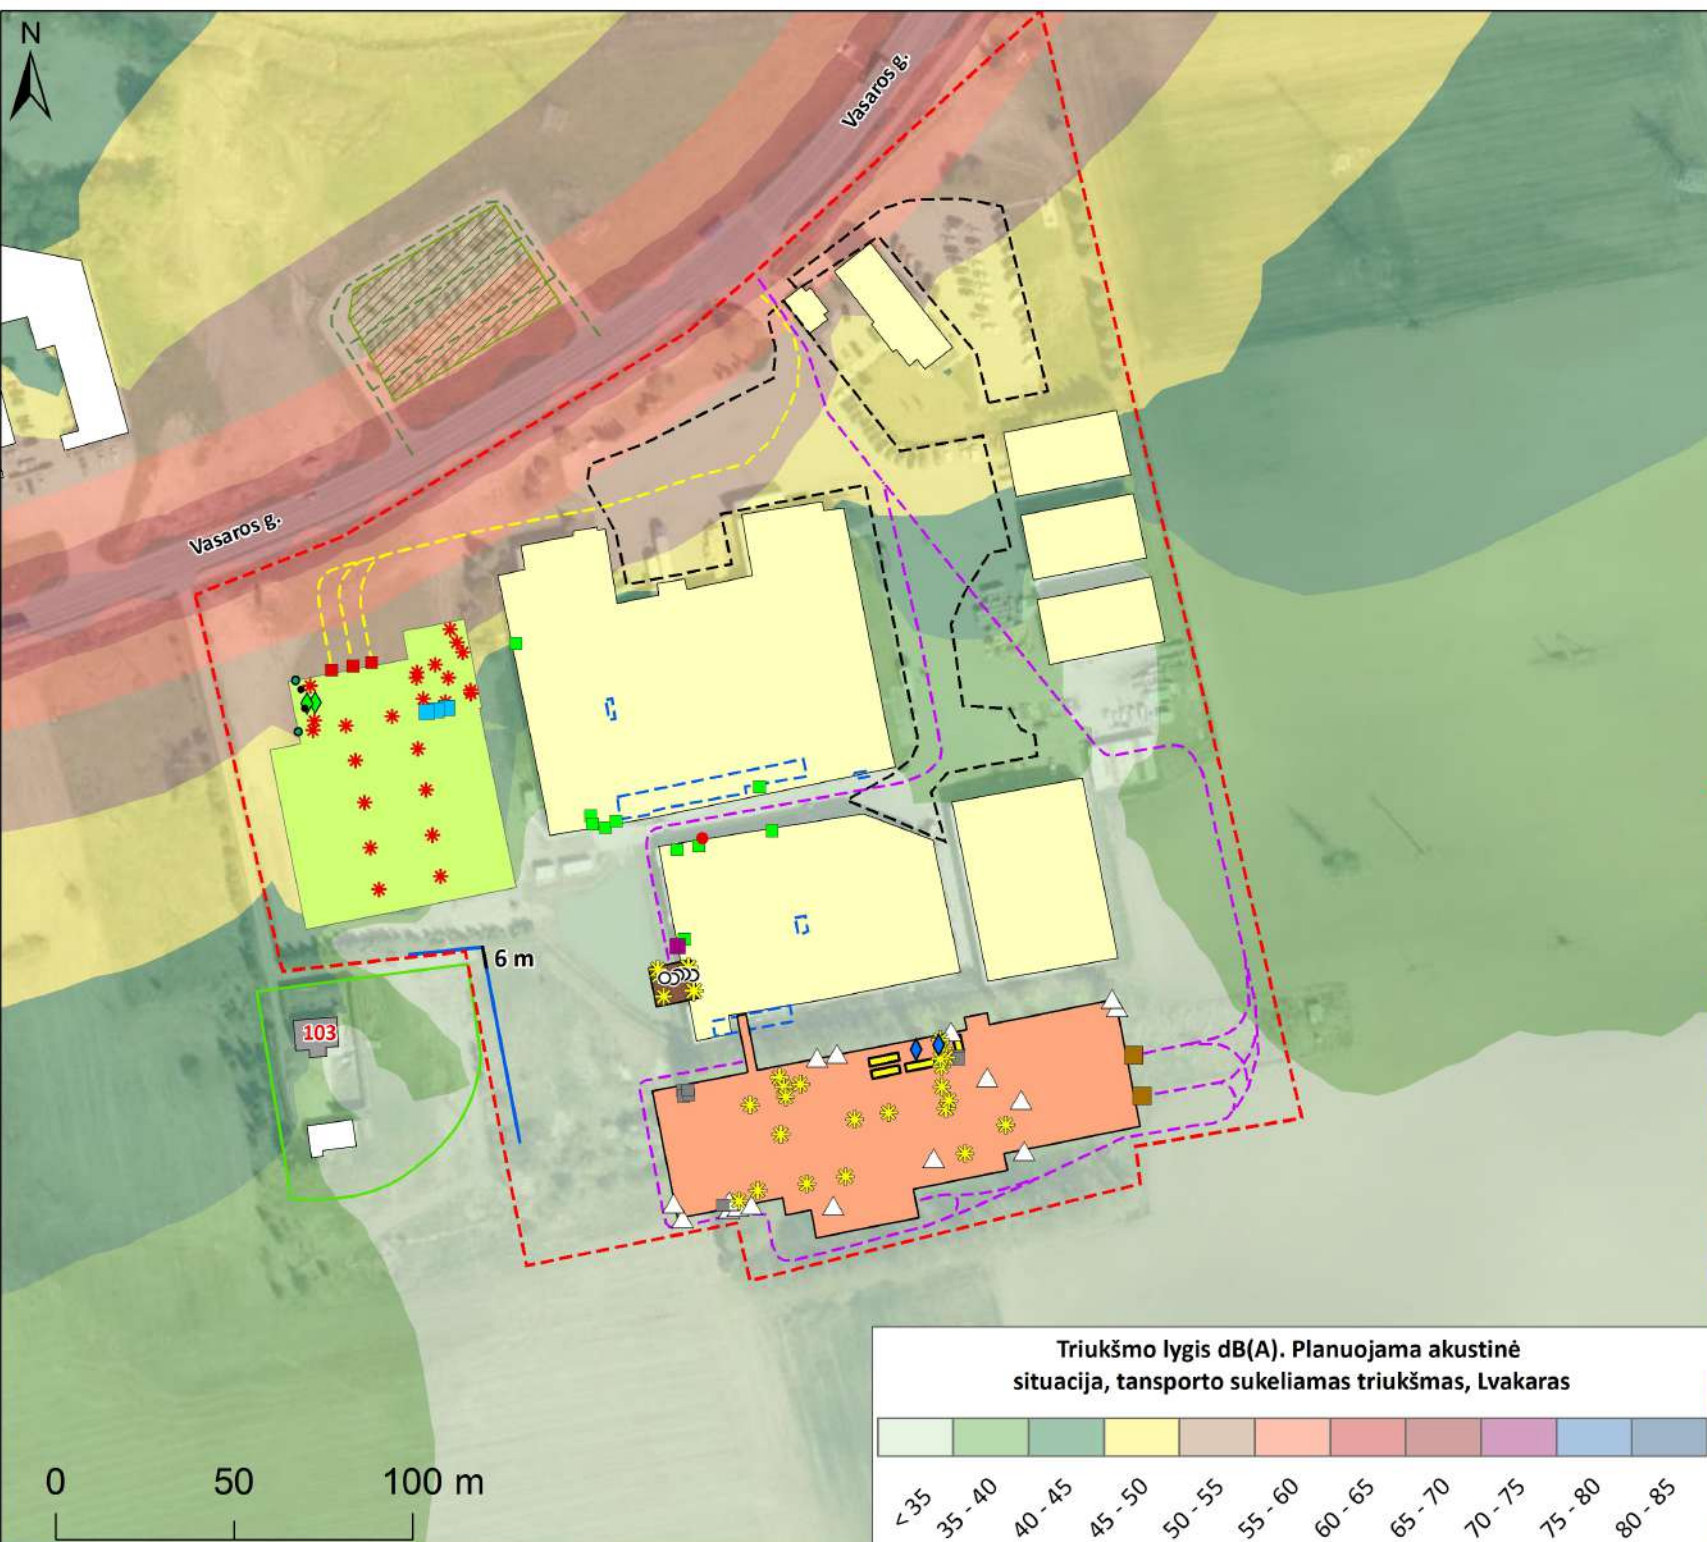 N
Vasaros g.
Vasaros g.
6 m
103
Triukšmo lygis dB(A). Planuojama akustinė
situacija, tansporto sukeliamas triukšmas, Lvakaras
0 50 100 m
< 35 35 - 40 40 - 45 45 - 50 50 - 55 55 - 60 60 - 65 65 - 70 70 - 75 75 - 80 80 - 85